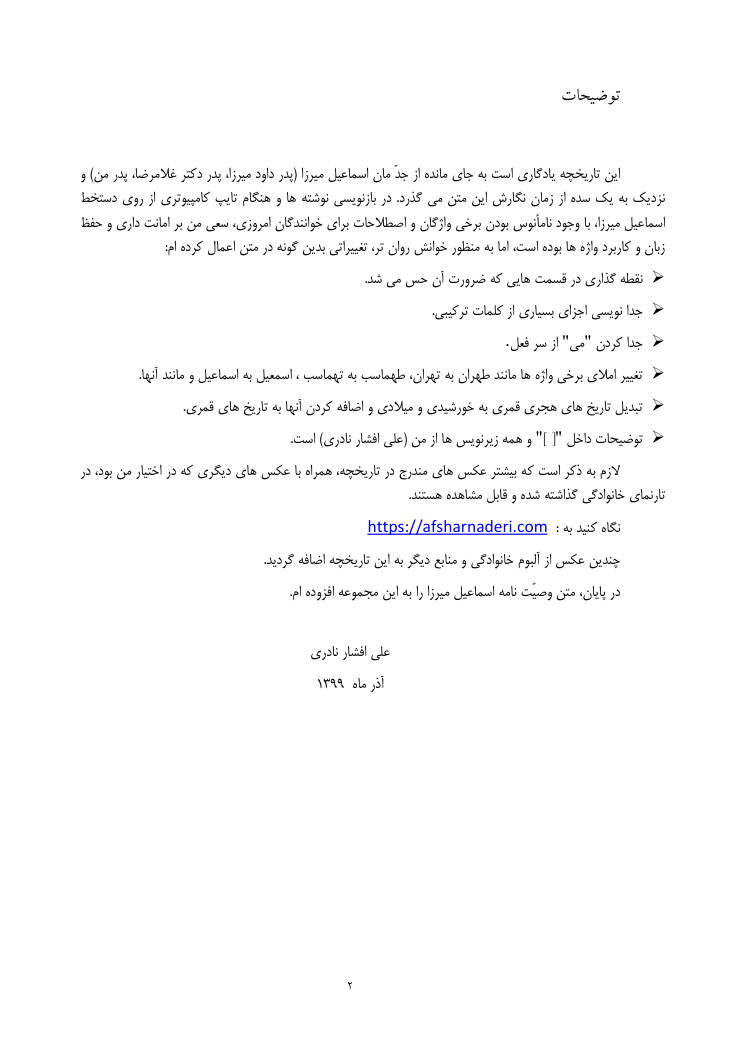 توضیحات
این تاریخچه یادگاری است به جای مانده از جدّ مان اسماعیل میرزا (پدر داود میرزا، پدر دکتر غلامرضا، پدر من) و
نزدیک به یک سده از زمان نگارش این متن می گذرد. در بازنویسی نوشته ها و هنگام تایپ کامپیوتری از روی دستخط
اسماعیل میرزا، با وجود نامأنوس بودن برخی واژگان و اصطلاحات برای خوانندگان امروزی، سعی من بر امانت داری و حفظ
زبان و کاربرد واژه ها بوده است، اما به منظور خوانش روان تر، تغییراتی بدین گونه در متن اعمال کرده ام:
➢ نقطه گذاری در قسمت هایی که ضرورت آن حس می شد.
➢ جدا نویسی اجزای بسیاری از کلمات ترکیبی.
➢ جدا کردن "می" از سر فعل.
➢ تغییر املای برخی واژه ها مانند طهران به تهران، طهماسب به تهماسب ، اسمعیل به اسماعیل و مانند آنها.
➢ تبدیل تاریخ های هجری قمری به خورشیدی و میلادی و اضافه کردن آنها به تاریخ های قمری.
➢ توضیحات داخل "[ ]" و همه زیرنویس ها از من (علی افشار نادری) است.
لازم به ذکر است که بیشتر عکس های مندرج در تاریخچه، همراه با عکس های دیگری که در اختیار من بود، در
تارنمای خانوادگی گذاشته شده و قابل مشاهده هستند.
نگاه کنید به : https://afsharnaderi.com
چندین عکس از آلبوم خانوادگی و منابع دیگر به این تاریخچه اضافه گردید.
در پایان، متن وصیّت نامه اسماعیل میرزا را به این مجموعه افزوده ام.
علی افشار نادری
آذر ماه ۱۳۹۹
۲